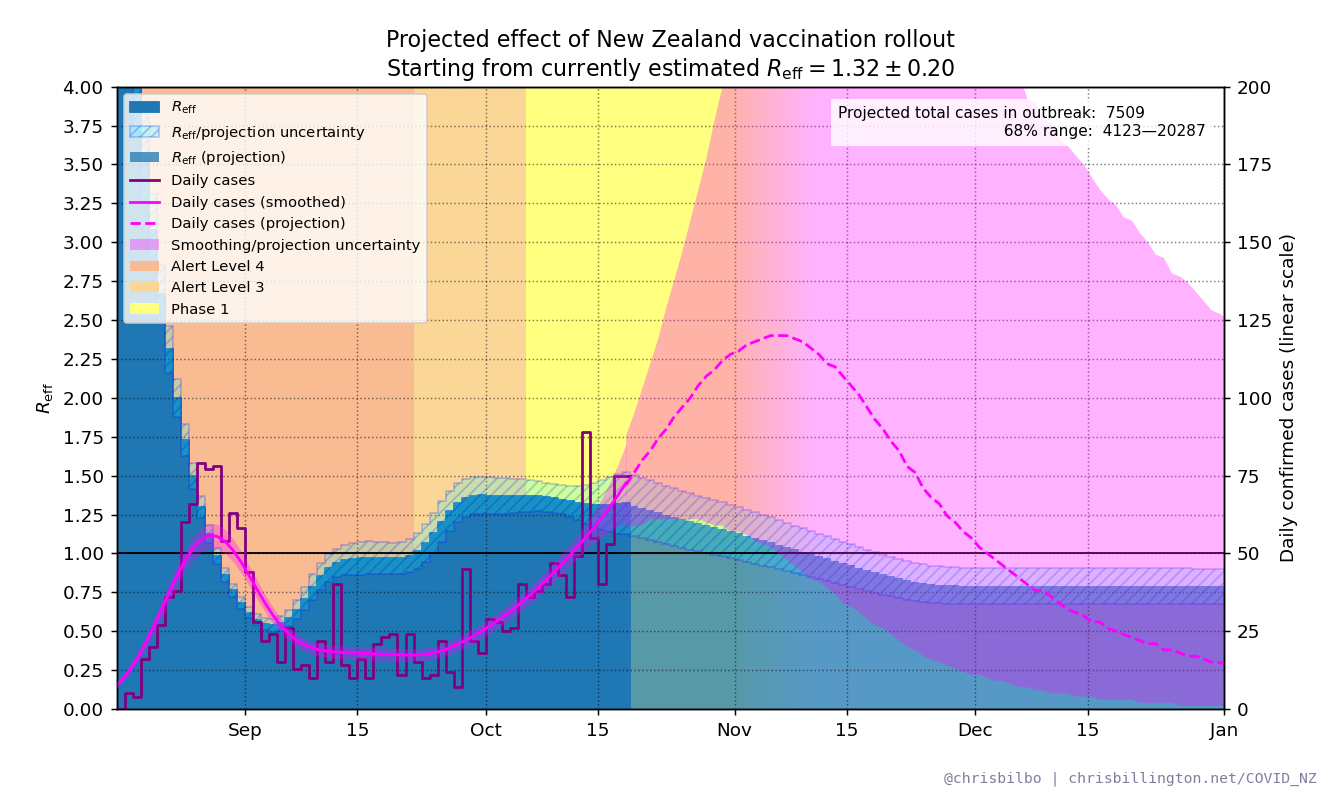 Projected effect of New Zealand vaccination rollout
Starting from currently estimated R_eff = 1.32 ± 0.20
4.00
3.75
3.50
3.25
3.00
2.75
2.50
2.25
2.00
1.75
1.50
1.25
1.00
0.75
0.50
0.25
0.00
R_eff
R_eff
R_eff/projection uncertainty
R_eff (projection)
Daily cases
Daily cases (smoothed)
Daily cases (projection)
Smoothing/projection uncertainty
Alert Level 4
Alert Level 3
Phase 1
Projected total cases in outbreak: 7509
68% range: 4123—20287
200
175
150
125
100
75
50
25
0
Daily confirmed cases (linear scale)
Sep 15 Oct 15 Nov 15 Dec 15 Jan
@chrisbilbo | chrisbillington.net/COVID_NZ